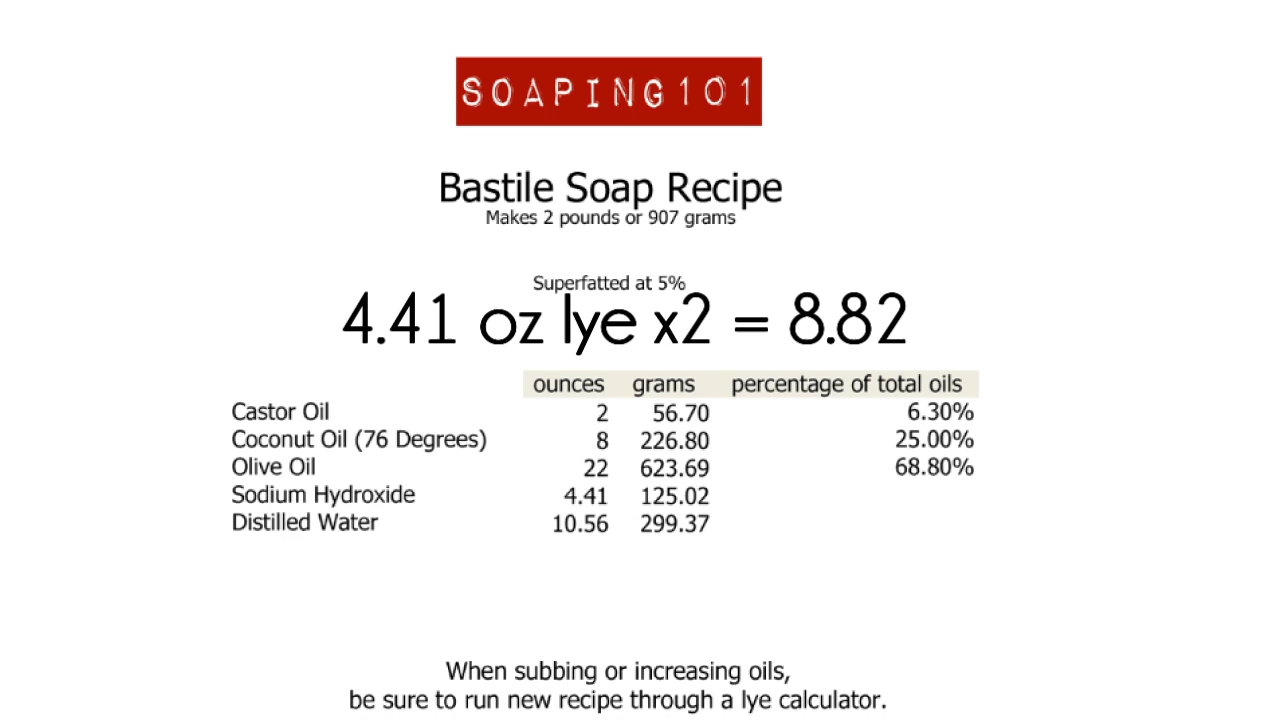 SOAPING101
Bastile Soap Recipe
Makes 2 pounds or 907 grams
Superfatted at 5%
4.41 oz lye x2 = 8.82
ounces grams percentage of total oils
Castor Oil 2 56.70 6.30%
Coconut Oil (76 Degrees) 8 226.80 25.00%
Olive Oil 22 623.69 68.80%
Sodium Hydroxide 4.41 125.02
Distilled Water 10.56 299.37
When subbing or increasing oils,
be sure to run new recipe through a lye calculator.